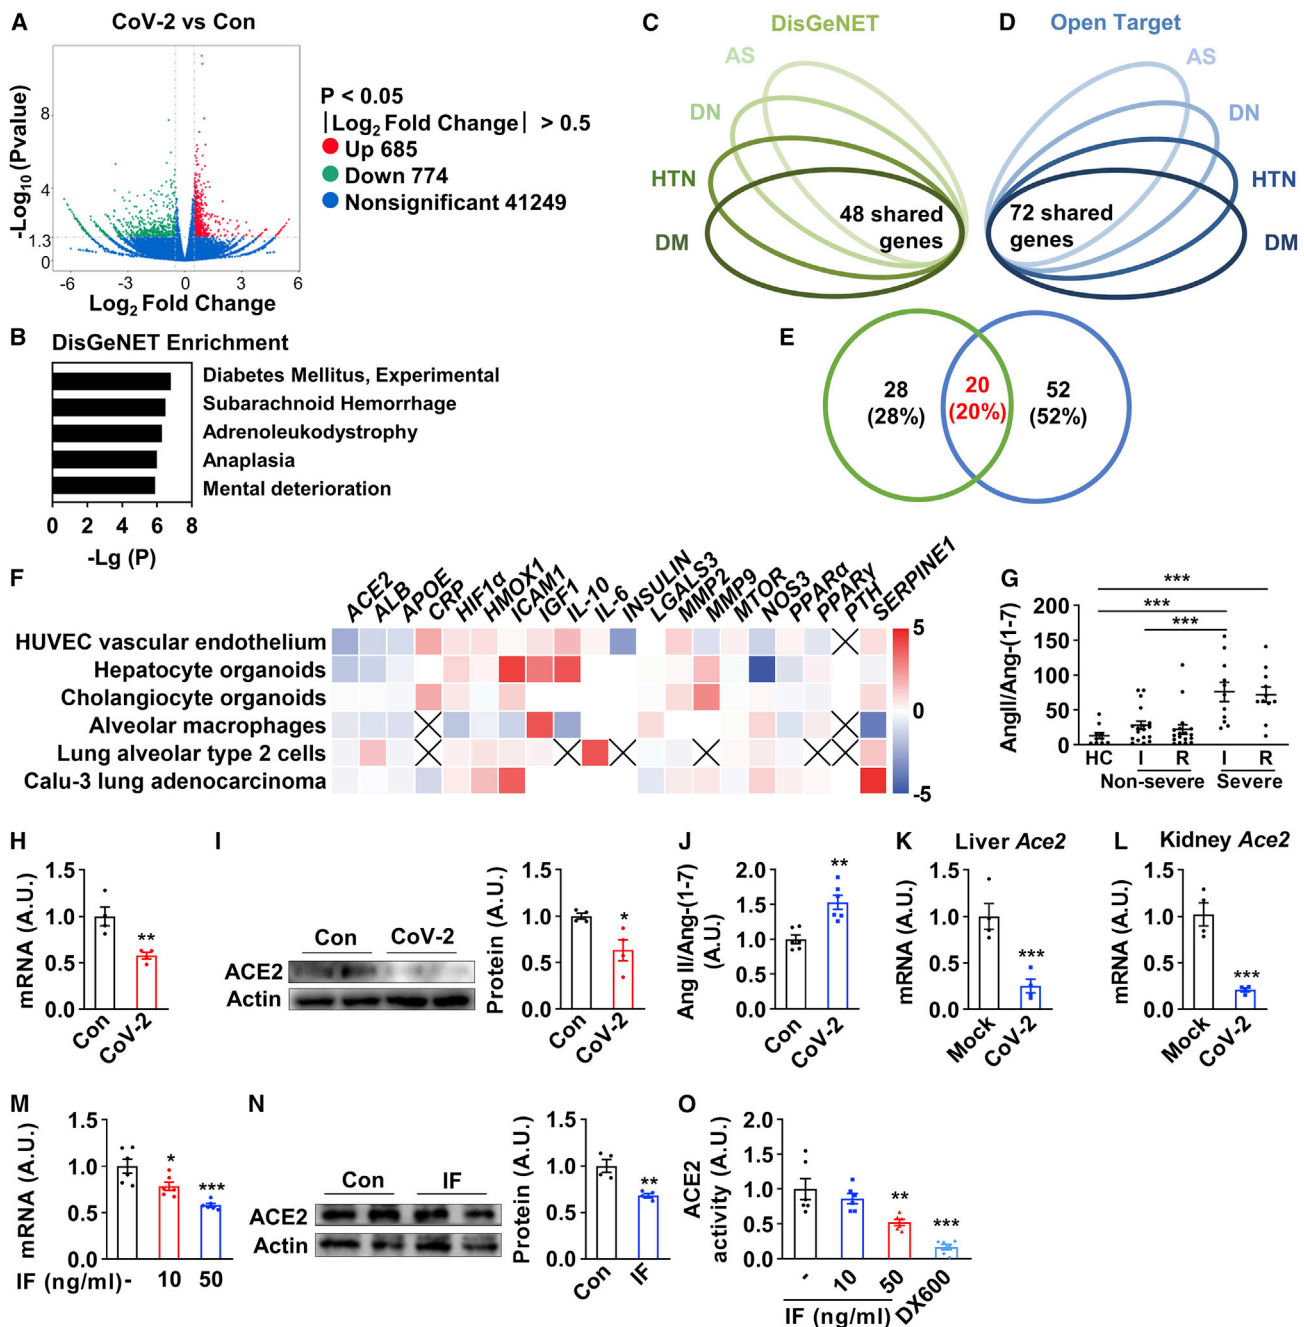 A
CoV-2 vs Con
-Log10 (Pvalue)
8
4
1.3
0
-6
-3
0
3
6
Log2 Fold Change
P < 0.05
|Log2 Fold Change| > 0.5
Up 685
Down 774
Nonsignificant 41249
B
DisGeNET Enrichment
Diabetes Mellitus, Experimental
Subarachnoid Hemorrhage
Adrenoleukodystrophy
Anaplasia
Mental deterioration
0 2 4 6 8
-Lg (P)
C
DisGeNET
AS
DN
HTN
DM
48 shared
genes
D
Open Target
AS
DN
HTN
DM
72 shared
genes
E
28
(28%)
20
(20%)
52
(52%)
F
ACE2
ALB
APOE
CRP
HIF1α
HMOX1
ICAM1
IGF1
IL-10
IL-6
INSULIN
LGALS3
MMP2
MMP9
MTOR
NOS3
PPARα
PPARγ
PTH
SERPINE1
HUVEC vascular endothelium
Hepatocyte organoids
Cholangiocyte organoids
Alveolar macrophages
Lung alveolar type 2 cells
Calu-3 lung adenocarcinoma
5
0
-5
G
AngII/Ang-(1-7)
200
150
100
50
0
***
***
***
HC I R I R
Non-severe Severe
H
mRNA (A.U.)
1.5
1.0
0.5
0.0
**
Con
CoV-2
I
Con CoV-2
ACE2
Actin
Protein (A.U.)
1.5
1.0
0.5
0.0
*
Con
CoV-2
J
Ang II/Ang-(1-7)
(A.U.)
2.0
1.5
1.0
0.5
0.0
**
Con
CoV-2
K
Liver Ace2
mRNA (A.U.)
1.5
1.0
0.5
0.0
***
Mock
CoV-2
L
Kidney Ace2
mRNA (A.U.)
1.5
1.0
0.5
0.0
***
Mock
CoV-2
M
mRNA (A.U.)
1.5
1.0
0.5
0.0
*
***
IF (ng/ml) - 10 50
N
Con IF
ACE2
Actin
Protein (A.U.)
1.5
1.0
0.5
0.0
**
Con
IF
O
ACE2
activity (A.U.)
2.0
1.5
1.0
0.5
0.0
**
***
-
10
50
DX600
IF (ng/ml)